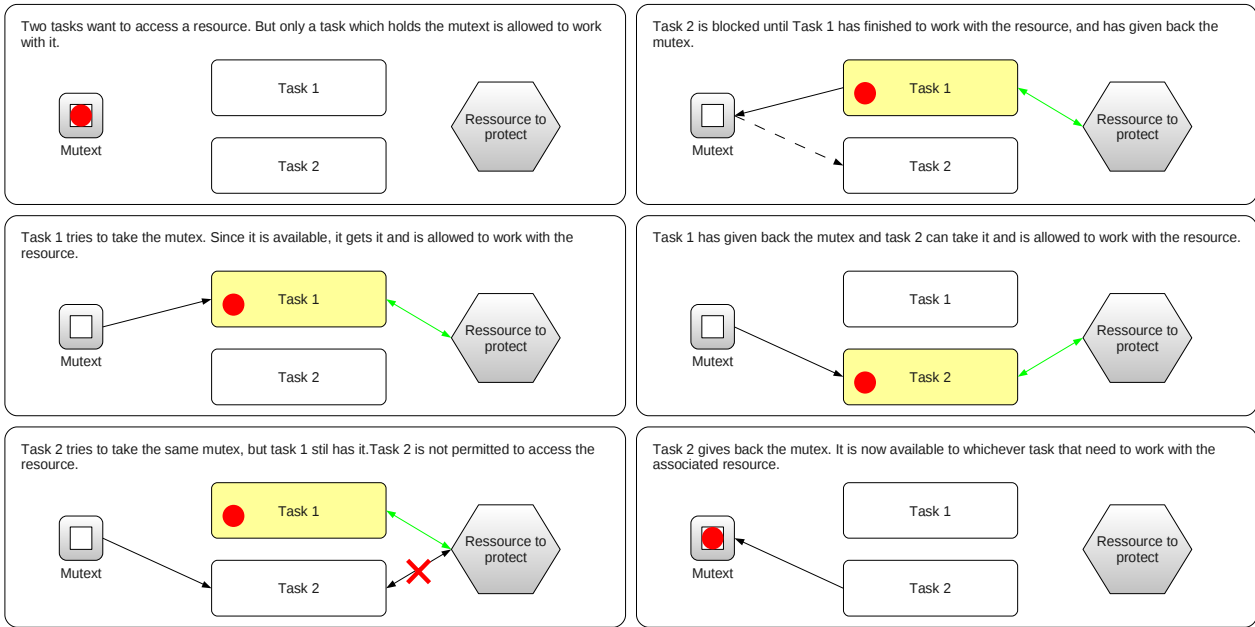 Two tasks want to access a resource. But only a task which holds the mutext is allowed to work
with it.
Task 1
Mutext
Task 2
Ressource to
protect
Task 1 tries to take the mutex. Since it is available, it gets it and is allowed to work with the
resource.
Task 1
Mutext
Task 2
Ressource to
protect
Task 2 tries to take the same mutex, but task 1 stil has it.Task 2 is not permitted to access the
resource.
Task 1
Mutext
Task 2
Ressource to
protect
Task 2 is blocked until Task 1 has finished to work with the resource, and has given back the
mutex.
Task 1
Mutext
Task 2
Ressource to
protect
Task 1 has given back the mutex and task 2 can take it and is allowed to work with the resource.
Task 1
Mutext
Task 2
Ressource to
protect
Task 2 gives back the mutex. It is now available to whichever task that need to work with the
associated resource.
Task 1
Mutext
Task 2
Ressource to
protect